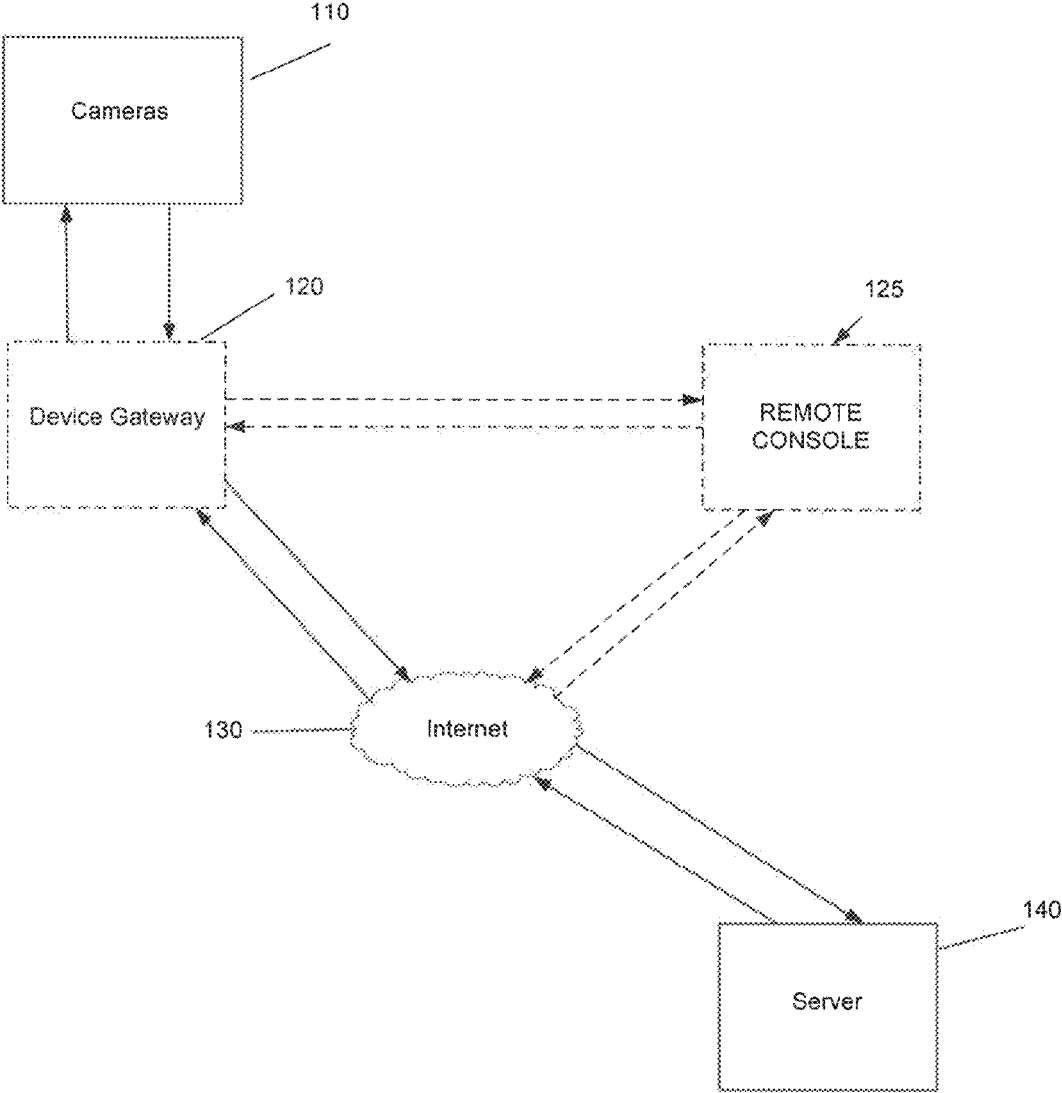 110
Cameras
120
125
Device Gateway
REMOTE
CONSOLE
130
Internet
140
Server